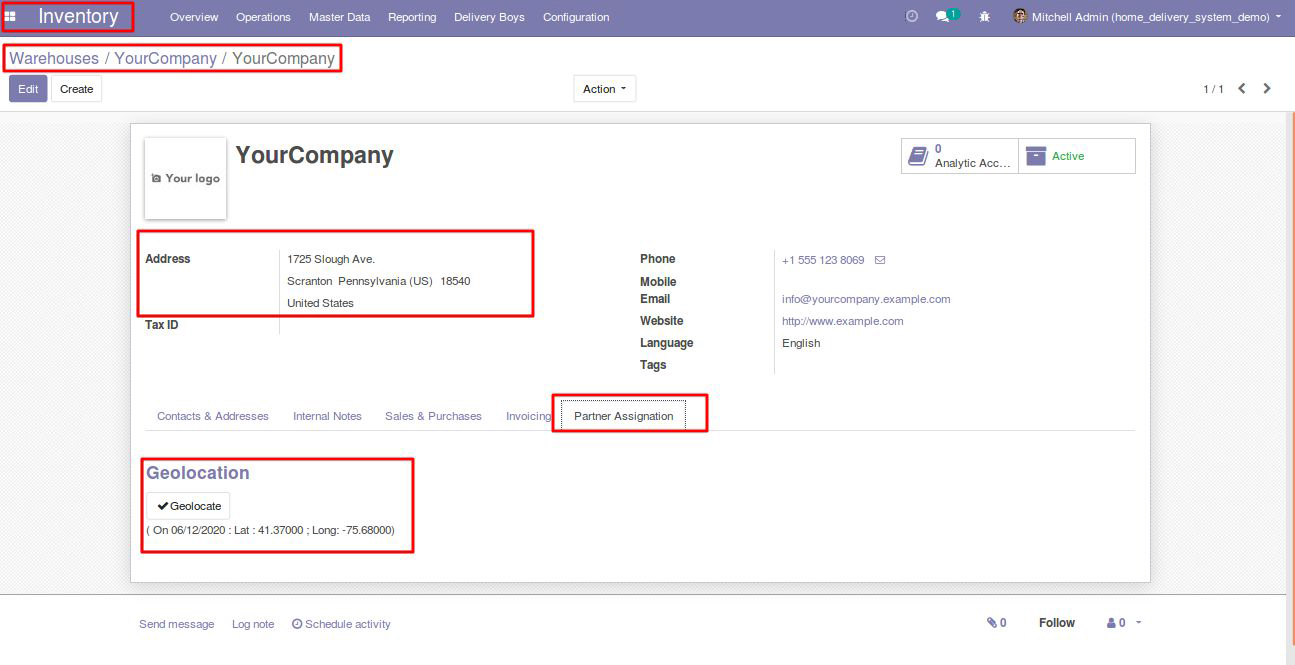 Inventory Overview Operations Master Data Reporting Delivery Boys Configuration 1 Mitchell Admin (home_delivery_system_demo)
Warehouses / YourCompany / YourCompany
Edit Create Action 1 / 1
YourCompany
Your logo
0
Analytic Acc...
Active
Address 1725 Slough Ave.
Scranton Pennsylvania (US) 18540
United States
Tax ID
Phone +1 555 123 8069
Mobile
Email info@yourcompany.example.com
Website http://www.example.com
Language English
Tags
Contacts & Addresses Internal Notes Sales & Purchases Invoicing Partner Assignation
Geolocation
Geolocate
( On 06/12/2020 : Lat : 41.37000 ; Long: -75.68000)
Send message Log note Schedule activity 0 Follow 0